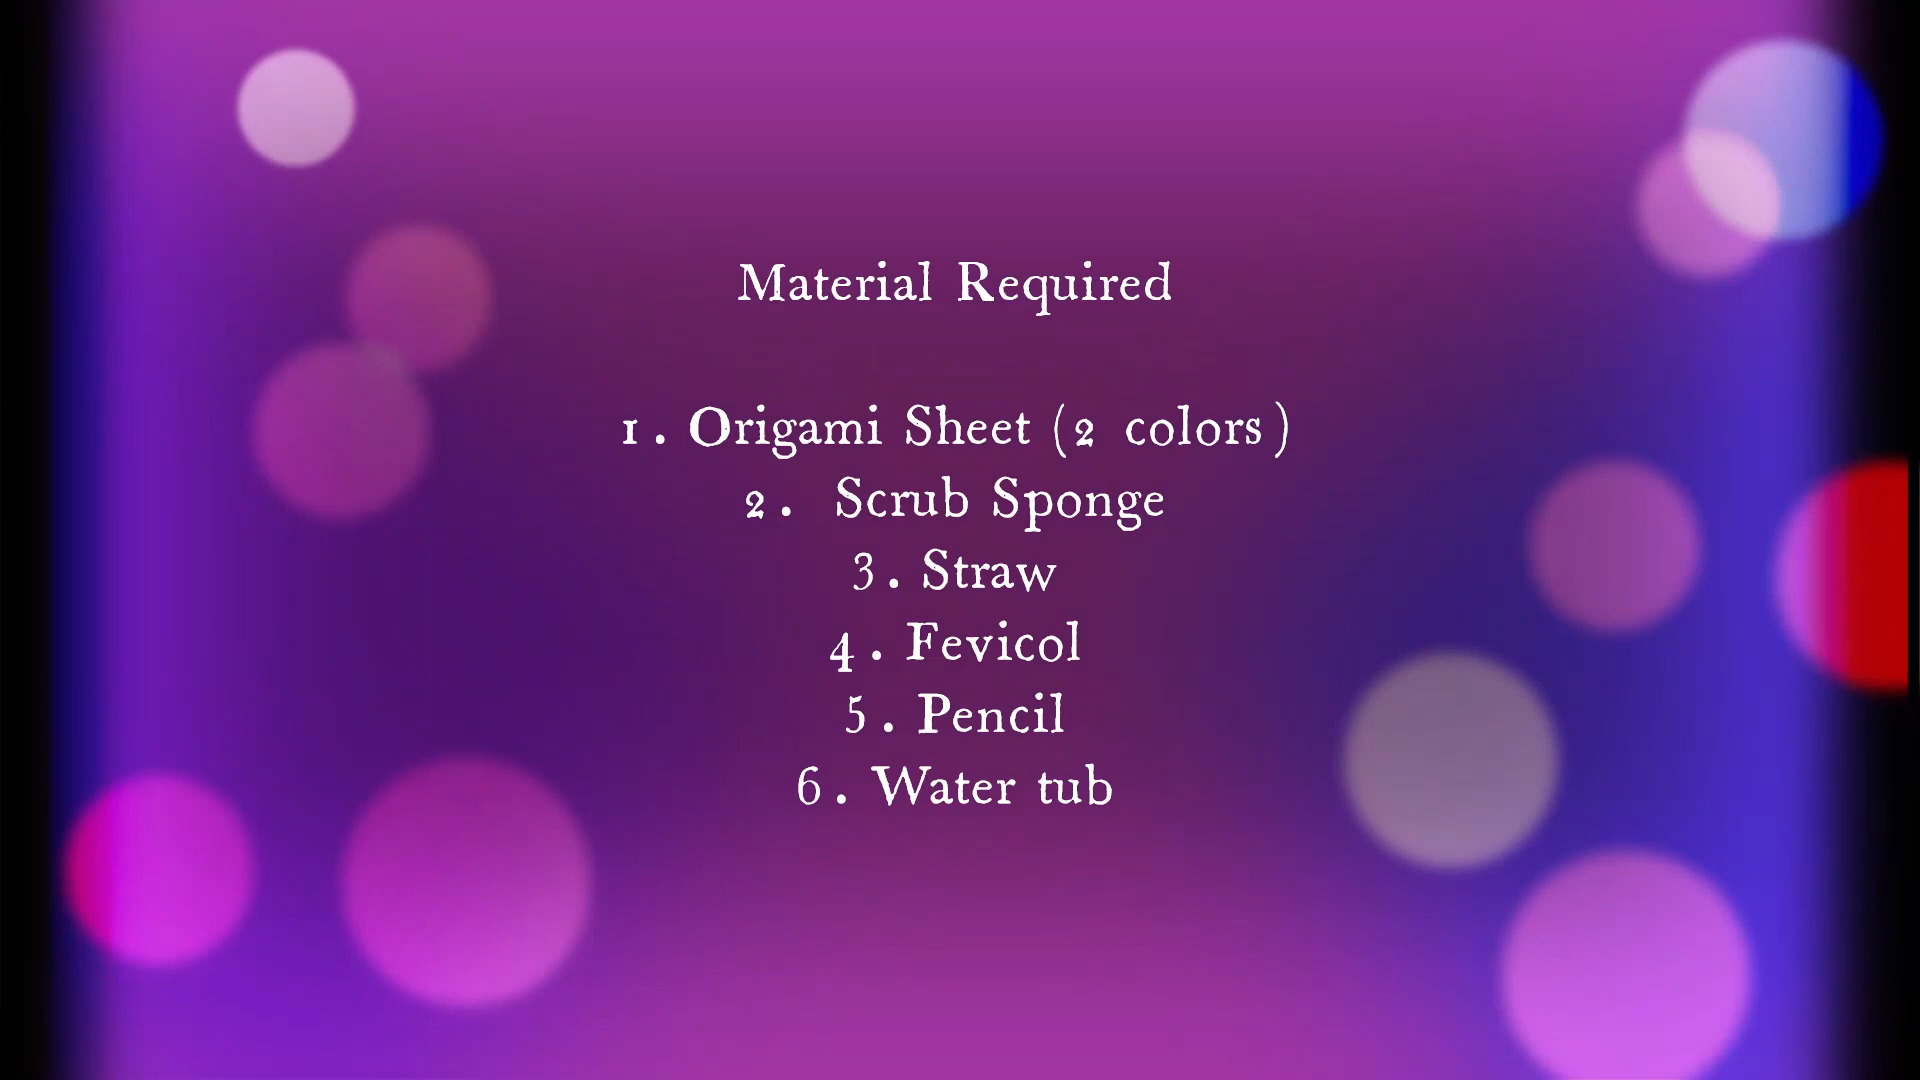 Material Required
1. Origami Sheet (2 colors)
2. Scrub Sponge
3. Straw
4. Fevicol
5. Pencil
6. Water tub